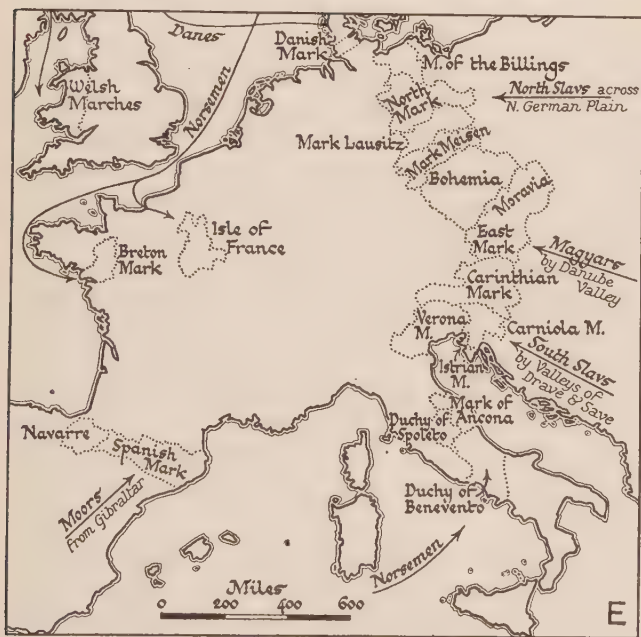 Danes
Danish
Mark
M. of the Billings
Welsh
Marches
Norsemen
North
Mark
North Slavs across
N. German Plain
Mark Lausitz
Mark Meisen
Bohemia
Moravia
Isle of
France
Breton
Mark
East
Mark
Magyars
by Danube
Valley
Carinthian
Mark
Verona
M.
Carniola M.
Istrian
M.
South Slavs
by Valleys of
Drave & Save
Mark of
Ancona
Duchy of
Spoleto
Navarre
Spanish
Mark
Moors
from Gibraltar
Duchy of
Benevento
Norsemen
Miles
0 200 400 600
E